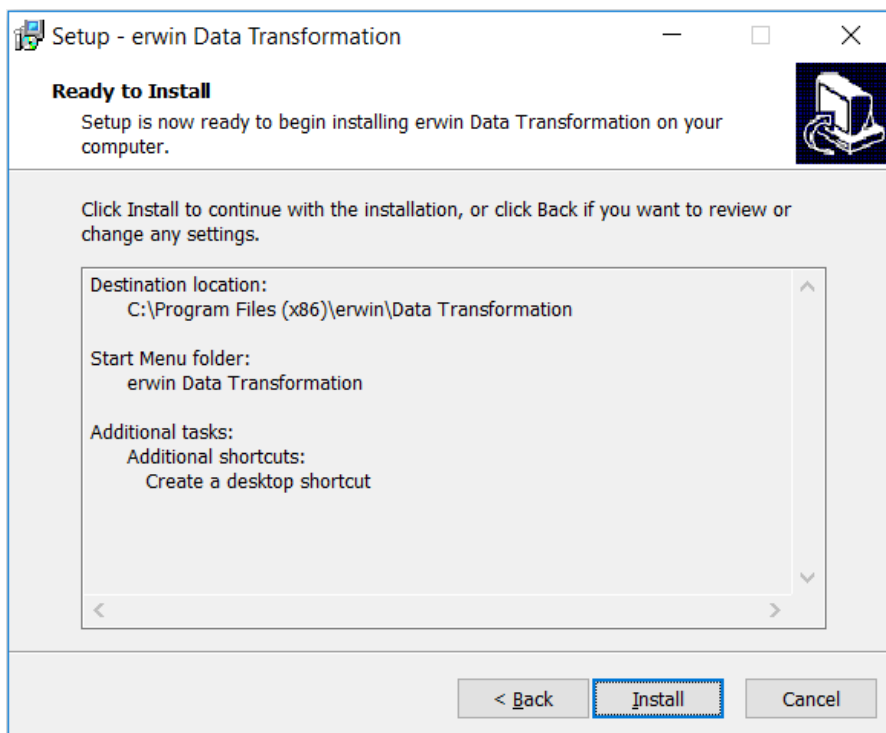 Setup - erwin Data Transformation
Ready to Install
Setup is now ready to begin installing erwin Data Transformation on your
computer.
Click Install to continue with the installation, or click Back if you want to review or
change any settings.
Destination location:
C:\Program Files (x86)\erwin\Data Transformation
Start Menu folder:
erwin Data Transformation
Additional tasks:
Additional shortcuts:
Create a desktop shortcut
< Back
Install
Cancel